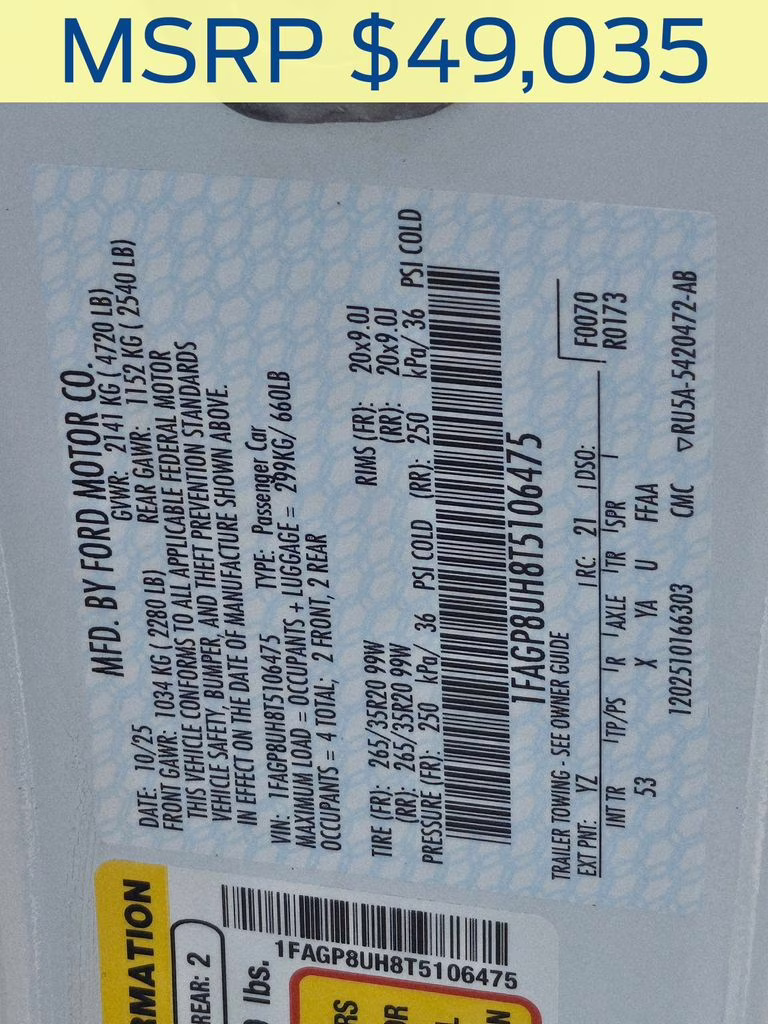 MSRP $49,035
MFD. BY FORD MOTOR CO.
DATE: 10/25 GVWR: 2141 KG ( 4720 LB)
FRONT GAWR: 1034 KG ( 2280 LB) REAR GAWR: 1152 KG ( 2540 LB)
THIS VEHICLE CONFORMS TO ALL APPLICABLE FEDERAL MOTOR
VEHICLE SAFETY, BUMPER, AND THEFT PREVENTION STANDARDS
IN EFFECT ON THE DATE OF MANUFACTURE SHOWN ABOVE.
VIN: 1FAGP8UH8T5106475 TYPE: Passenger Car
MAXIMUM LOAD = OCCUPANTS + LUGGAGE = 299KG/ 660LB
OCCUPANTS = 4 TOTAL; 2 FRONT, 2 REAR
TIRE (FR): 265/35R20 99W RIMS (FR): 20x9.0J
(RR): 265/35R20 99W (RR): 20x9.0J
PRESSURE (FR): 250 kPa/ 36 PSI COLD (RR): 250 kPa/ 36 PSI COLD
1FAGP8UH8T5106475
TRAILER TOWING - SEE OWNER GUIDE F0070
EXT PNT: YZ RC: 21 DSO: R0173
INT TR TP/PS R AXLE TR SPR
53 X YA U FFAA
1202510166303 CMC ▽RU5A-5420472-AB
RMATION
REAR: 2
lbs.
1FAGP8UH8T5106475
RS
OR
L
N